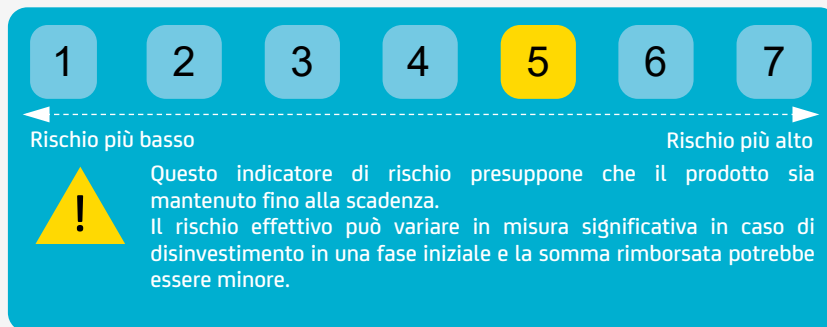 1 2 3 4 5 6 7
Rischio più basso Rischio più alto
! Questo indicatore di rischio presuppone che il prodotto sia
mantenuto fino alla scadenza.
Il rischio effettivo può variare in misura significativa in caso di
disinvestimento in una fase iniziale e la somma rimborsata potrebbe
essere minore.